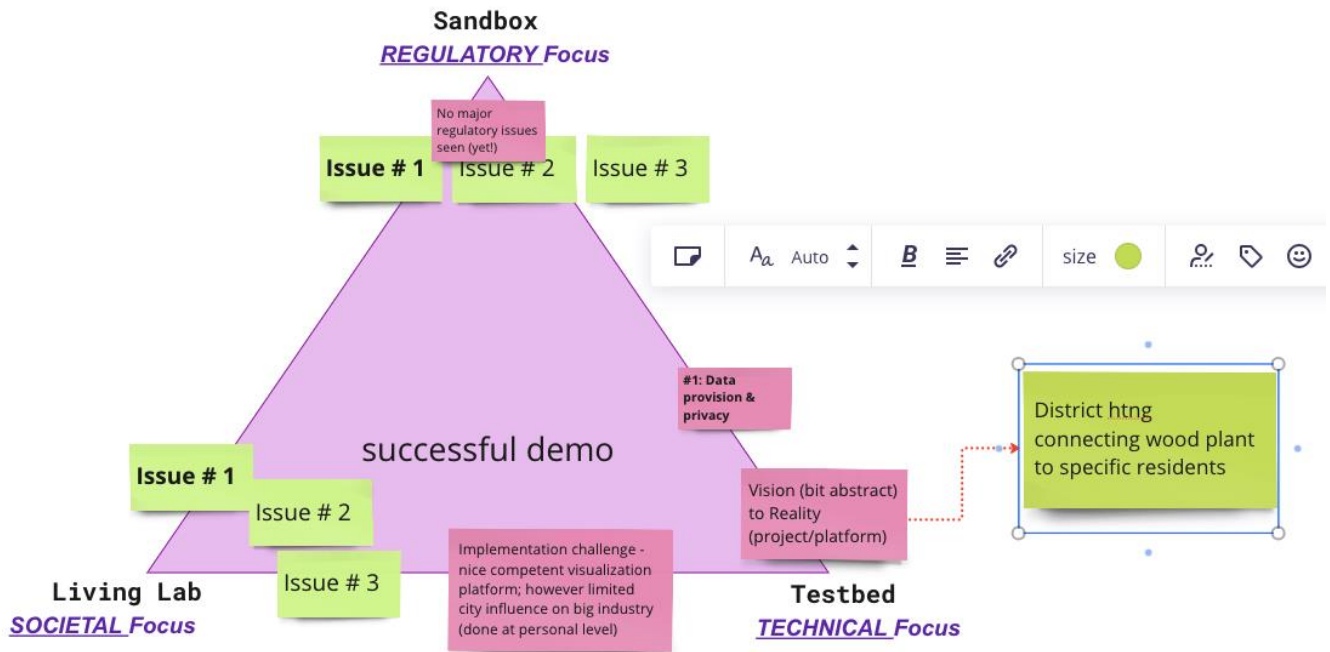 Sandbox
REGULATORY Focus
No major
regulatory issues
seen (yet!)
Issue # 1
Issue # 2
Issue # 3
Aa
Auto
B
size
#1: Data
provision &
privacy
District htng
connecting wood plant
to specific residents
successful demo
Issue # 1
Issue # 2
Issue # 3
Vision (bit abstract)
to Reality
(project/platform)
Implementation challenge -
nice competent visualization
platform; however limited
city influence on big industry
(done at personal level)
Living Lab
SOCIETAL Focus
Testbed
TECHNICAL Focus